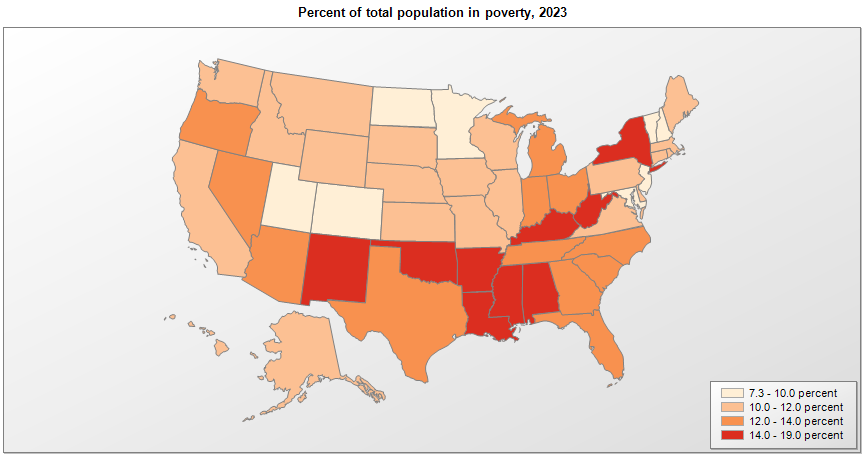 Percent of total population in poverty, 2023
7.3 - 10.0 percent
10.0 - 12.0 percent
12.0 - 14.0 percent
14.0 - 19.0 percent